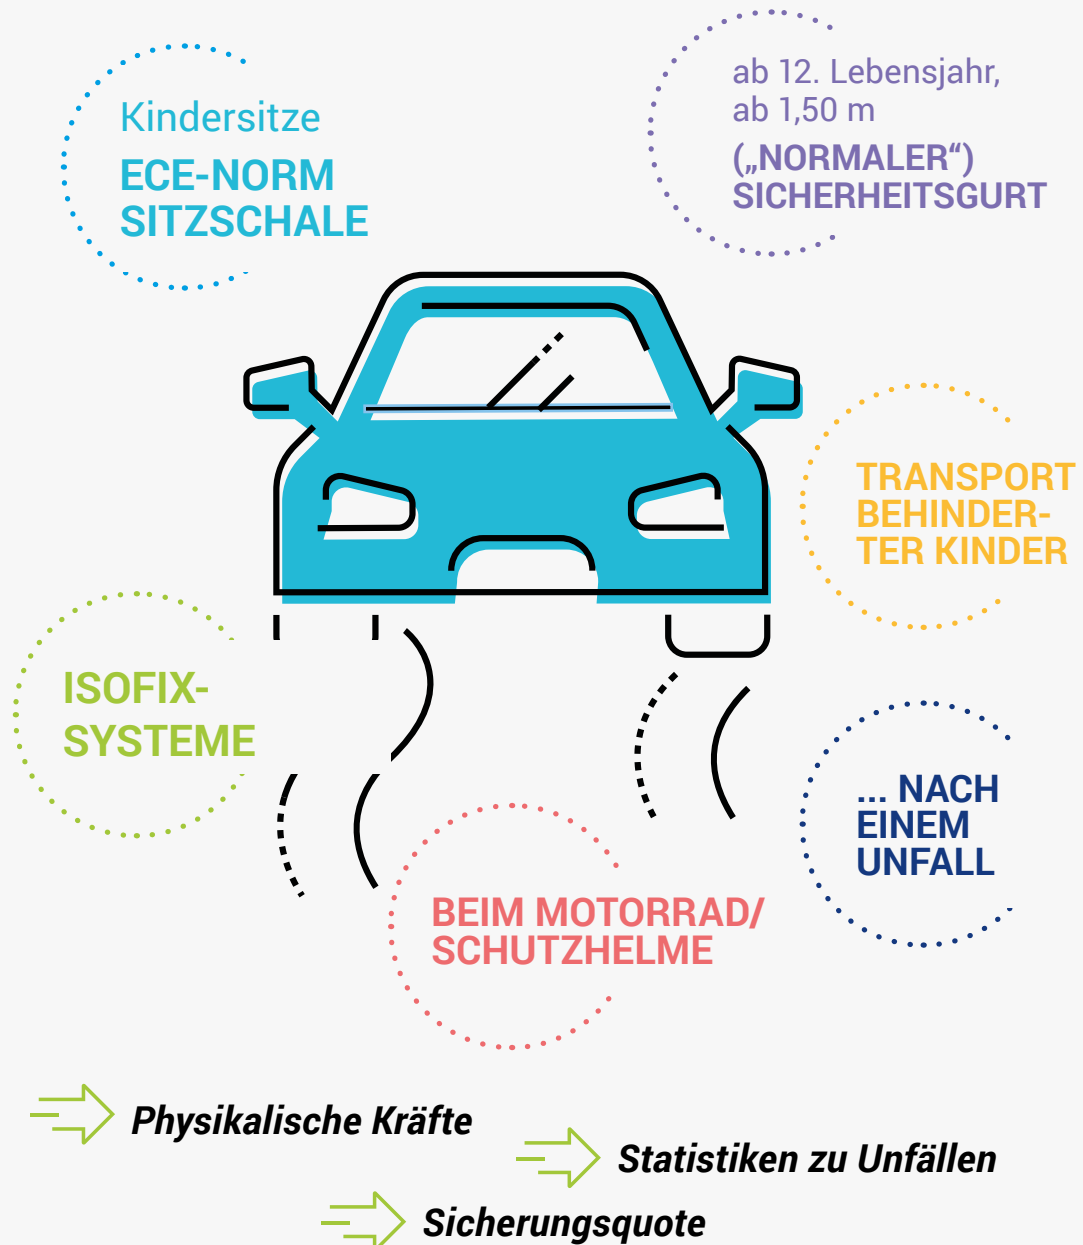 Kindersitze
ECE-NORM
SITZSCHALE
ab 12. Lebensjahr,
ab 1,50 m
(„NORMALER“)
SICHERHEITSGURT
TRANSPORT
BEHINDER-
TER KINDER
ISOFIX-
SYSTEME
... NACH
EINEM
UNFALL
BEIM MOTORRAD/
SCHUTZHELME
Physikalische Kräfte
Statistiken zu Unfällen
Sicherungsquote